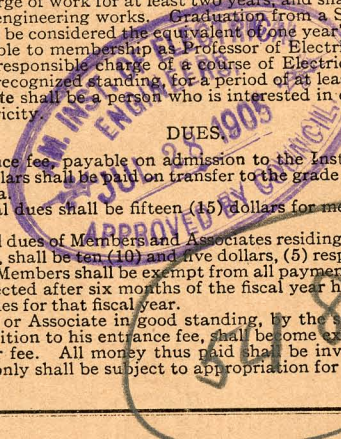 rge of work for at least two years, and sha
engineering works. Graduation from a S
be considered the equivalent of one year
ble to membership as Professor of Electri
responsible charge of a course of Electric
recognized standing, for a period of at lea
te shall be a person who is interested in
ricity.
DUES.
ce fee, payable on admission to the Inst
lars shall be paid on transfer to the grade
a.
l dues shall be fifteen (15) dollars for me
l dues of Members and Associates residing
, shall be ten (10) and five dollars, (5) resp
Members shall be exempt from all paymen
cted after six months of the fiscal year h
es for that fiscal year.
or Associate in good standing, by the s
ition to his entrance fee, shall become ex
r fee. All money thus paid shall be inv
only shall be subject to appropriation for
AM. INST.
ENGINEERS
JUL 28 1905
APPROVED BY COUNCIL